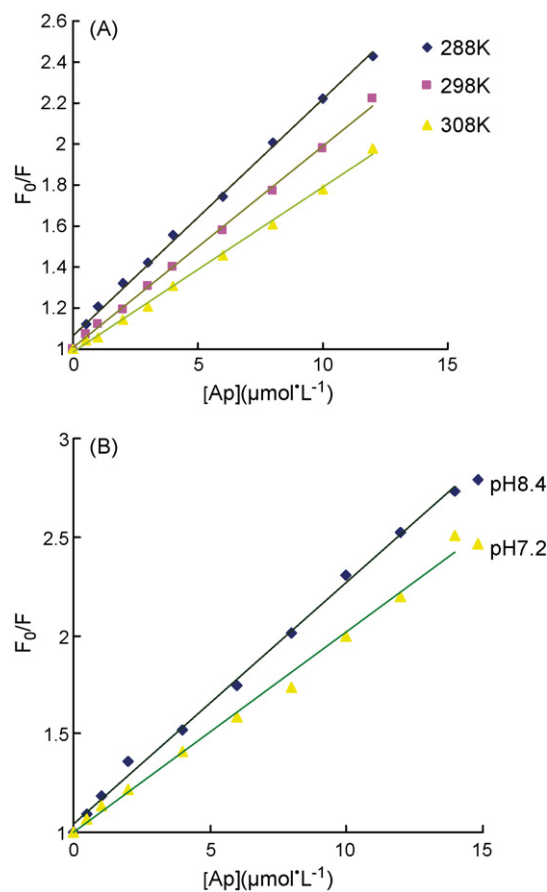 (A)
2.6
2.4
2.2
2
1.8
1.6
1.4
1.2
1
F₀/F
288K
298K
308K
0 5 10 15
[Ap](µmol•L⁻¹)
(B)
3
2.5
2
1.5
1
F₀/F
pH8.4
pH7.2
0 5 10 15
[Ap](µmol•L⁻¹)